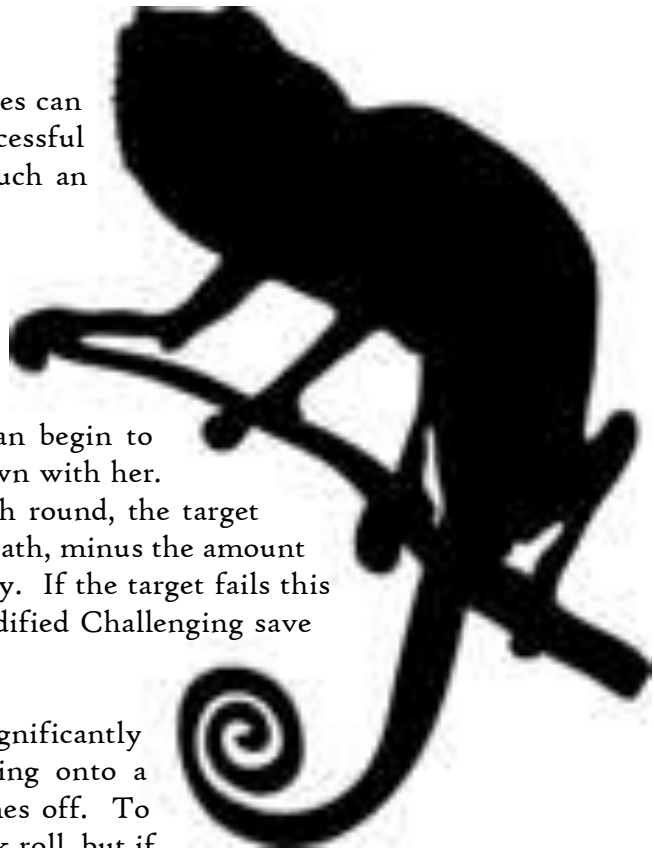 es can
cessful
uch an
an begin to
wn with her.
h round, the target
ath, minus the amount
y. If the target fails this
dified Challenging save
gnificantly
ing onto a
es off. To
k roll, but if